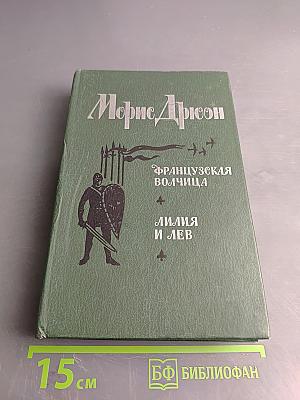 Морис Дрюон
ФРАНЦУЗСКАЯ
ВОЛЧИЦА
ЛИЛИЯ
И ЛЕВ
15 см
БФ БИБЛИОФАН